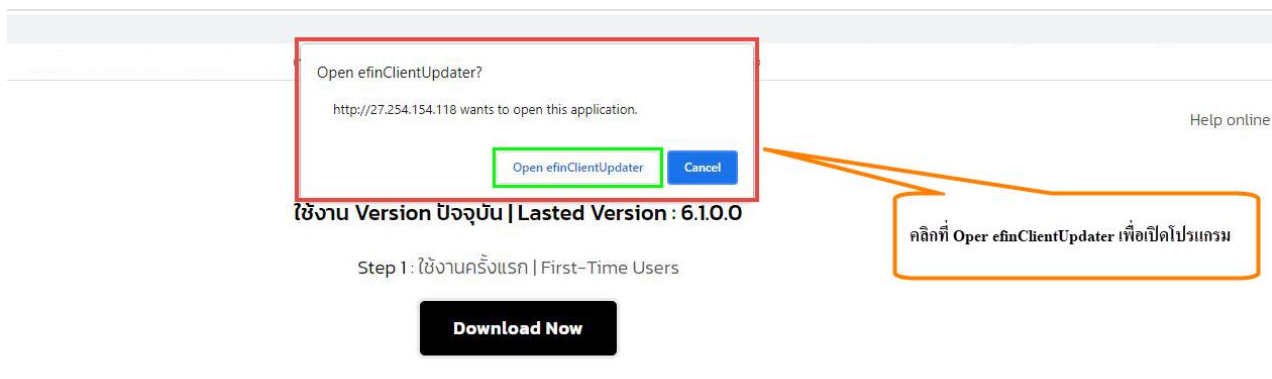 Open efinClientUpdater?
http://27.254.154.118 wants to open this application.
Help online
Open efinClientUpdater
Cancel
ใช้งาน Version ปัจจุบัน | Lasted Version : 6.1.0.0
คลิกที่ Oper efinClientUpdater เพื่อเปิดโปรแกรม
Step 1 : ใช้งานครั้งแรก | First-Time Users
Download Now